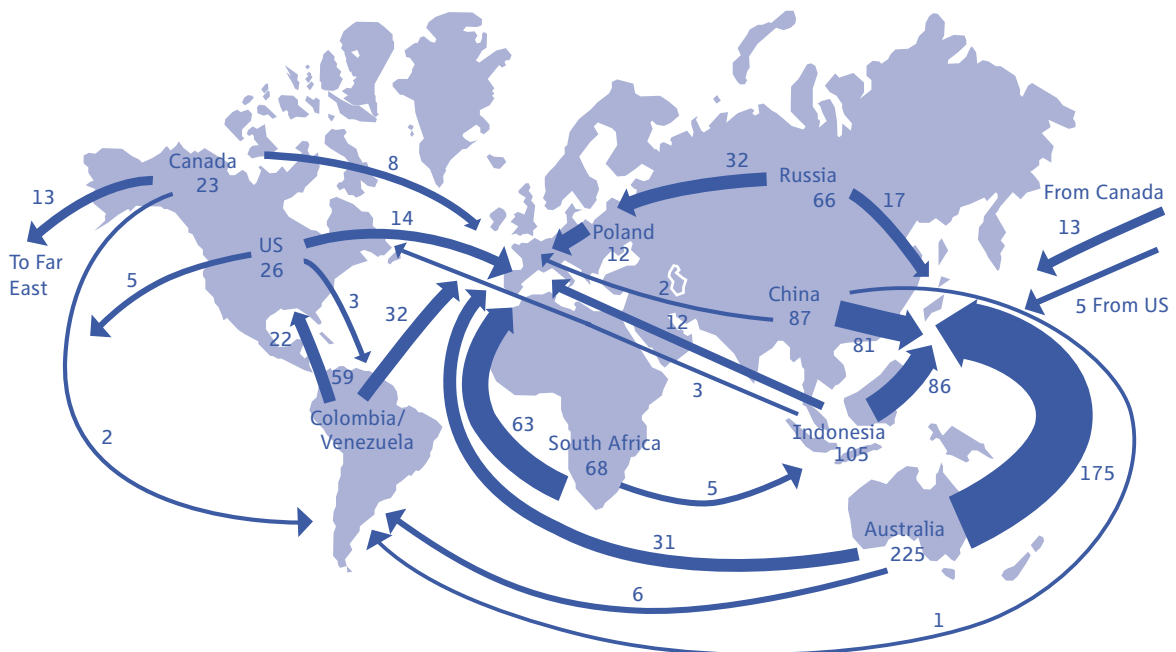 Canada
23
8
13
To Far
East
US
26
14
5
3
22
32
59
Colombia/
Venezuela
2
Russia
66
32
17
Poland
12
From Canada
13
5 From US
China
87
2
12
81
3
86
Indonesia
105
63
South Africa
68
5
175
Australia
225
31
6
1